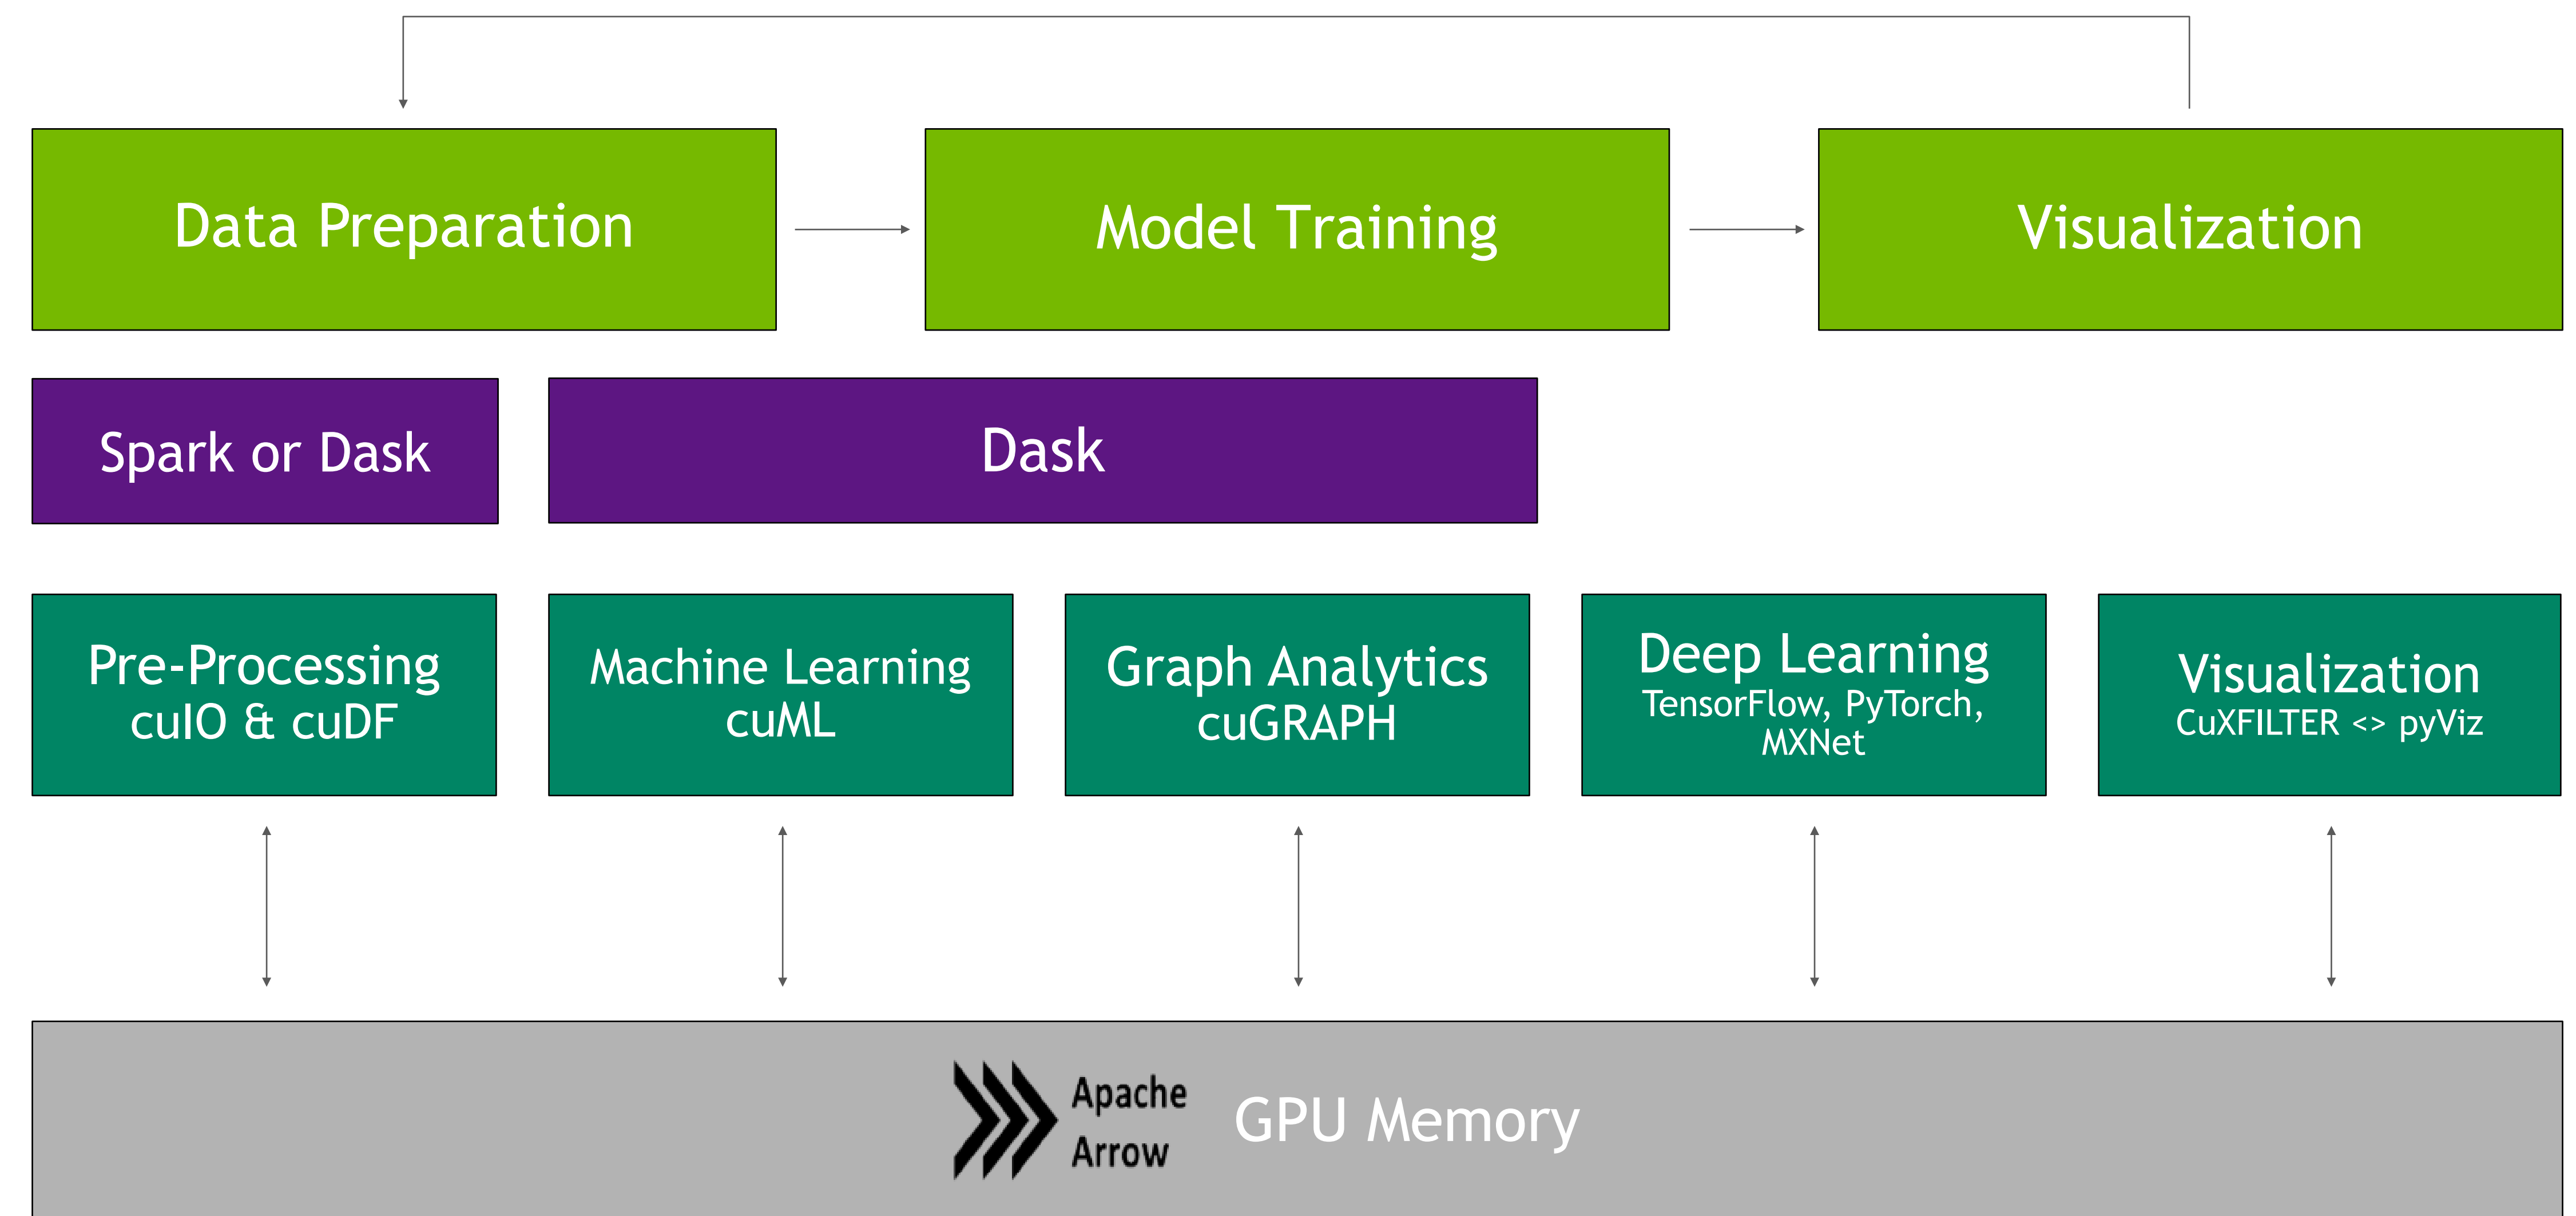 Data Preparation
Model Training
Visualization
Spark or Dask
Dask
Pre-Processing
cuIO & cuDF
Machine Learning
cuML
Graph Analytics
cuGRAPH
Deep Learning
TensorFlow, PyTorch,
MXNet
Visualization
CuXFILTER <> pyViz
Apache
Arrow
GPU Memory